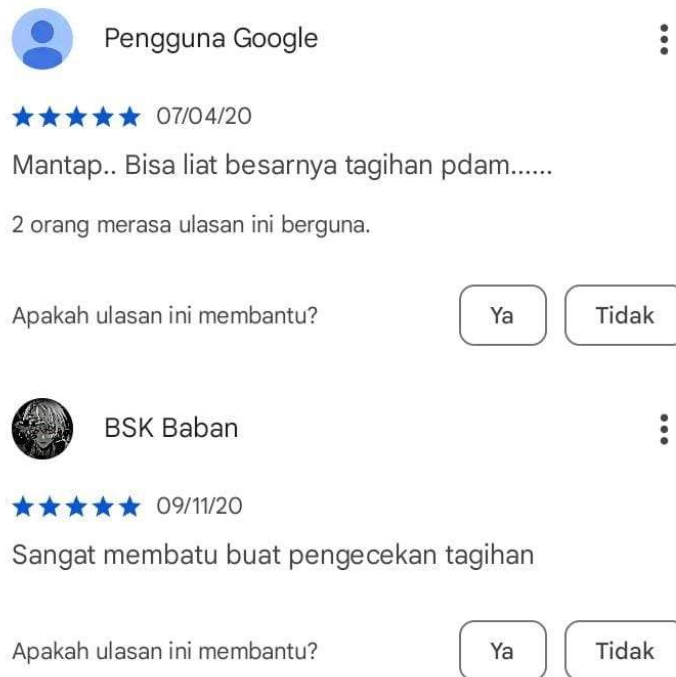 Pengguna Google
07/04/20
Mantap.. Bisa liat besarnya tagihan pdam......
2 orang merasa ulasan ini berguna.
Apakah ulasan ini membantu? Ya Tidak
BSK Baban
09/11/20
Sangat membatu buat pengecekan tagihan
Apakah ulasan ini membantu? Ya Tidak